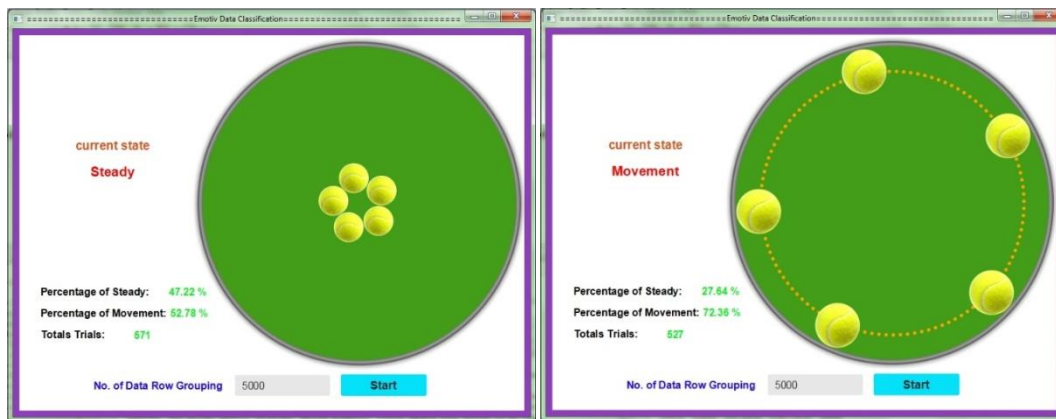 Emotiv Data Classification
current state
Steady
Percentage of Steady: 47.22 %
Percentage of Movement: 52.78 %
Totals Trials: 571
No. of Data Row Grouping 5000 Start
Emotiv Data Classification
current state
Movement
Percentage of Steady: 27.64 %
Percentage of Movement: 72.36 %
Totals Trials: 527
No. of Data Row Grouping 5000 Start